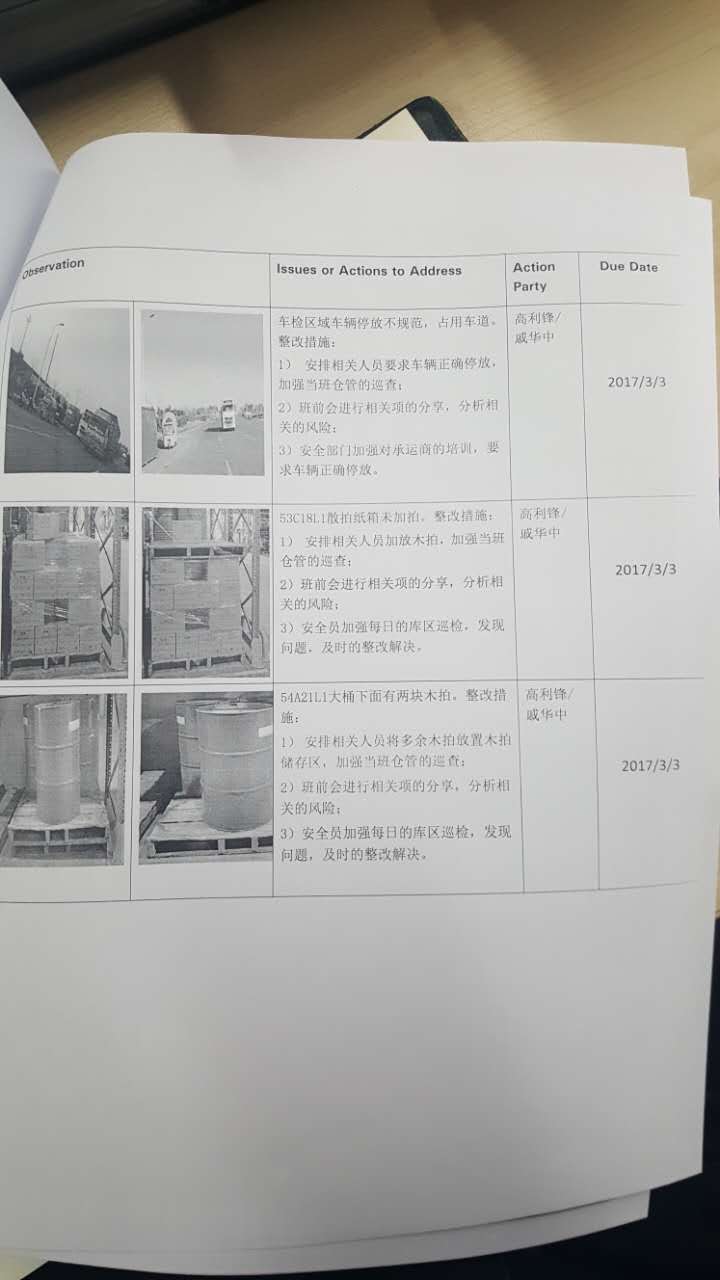 Observation
Issues or Actions to Address
Action
Party
Due Date
车检区域车辆停放不规范，占用车道。
整改措施：
1） 安排相关人员要求车辆正确停放，
加强当班仓管的巡查；
2）班前会进行相关项的分享，分析相
关的风险；
3）安全部门加强对承运商的培训，要
求车辆正确停放。
高利锋/
戚华中
2017/3/3
53C18L1散拍纸箱未加拍。整改措施：
1） 安排相关人员加放木拍，加强当班
仓管的巡查；
2）班前会进行相关项的分享，分析相
关的风险；
3）安全员加强每日的库区巡检，发现
问题，及时的整改解决。
高利锋/
戚华中
2017/3/3
54A21L1大桶下面有两块木拍。整改措
施：
1） 安排相关人员将多余木拍放置木拍
储存区，加强当班仓管的巡查；
2）班前会进行相关项的分享，分析相
关的风险；
3）安全员加强每日的库区巡检，发现
问题，及时的整改解决。
高利锋/
戚华中
2017/3/3